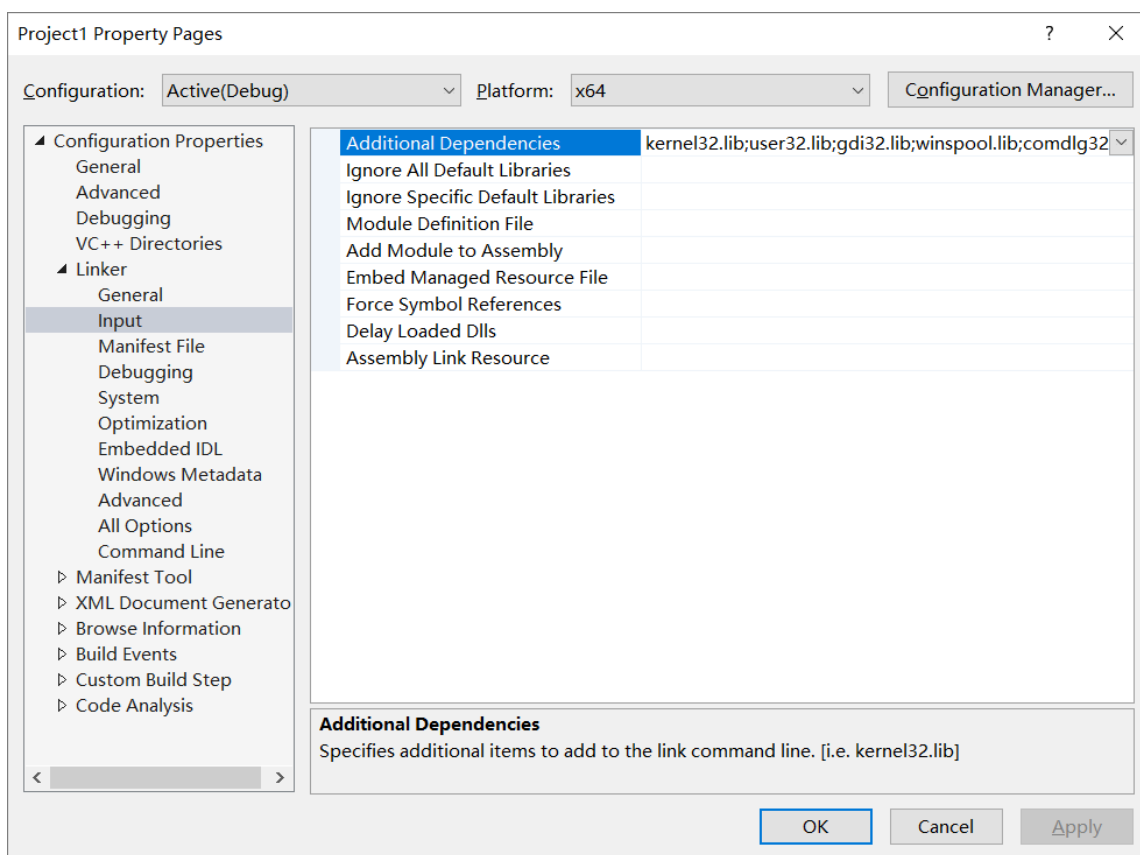 Project1 Property Pages
Configuration: Active(Debug) Platform: x64 Configuration Manager...
Configuration Properties
General
Advanced
Debugging
VC++ Directories
Linker
General
Input
Manifest File
Debugging
System
Optimization
Embedded IDL
Windows Metadata
Advanced
All Options
Command Line
Manifest Tool
XML Document Generato
Browse Information
Build Events
Custom Build Step
Code Analysis
Additional Dependencies kernel32.lib;user32.lib;gdi32.lib;winspool.lib;comdlg32
Ignore All Default Libraries
Ignore Specific Default Libraries
Module Definition File
Add Module to Assembly
Embed Managed Resource File
Force Symbol References
Delay Loaded Dlls
Assembly Link Resource
Additional Dependencies
Specifies additional items to add to the link command line. [i.e. kernel32.lib]
OK Cancel Apply